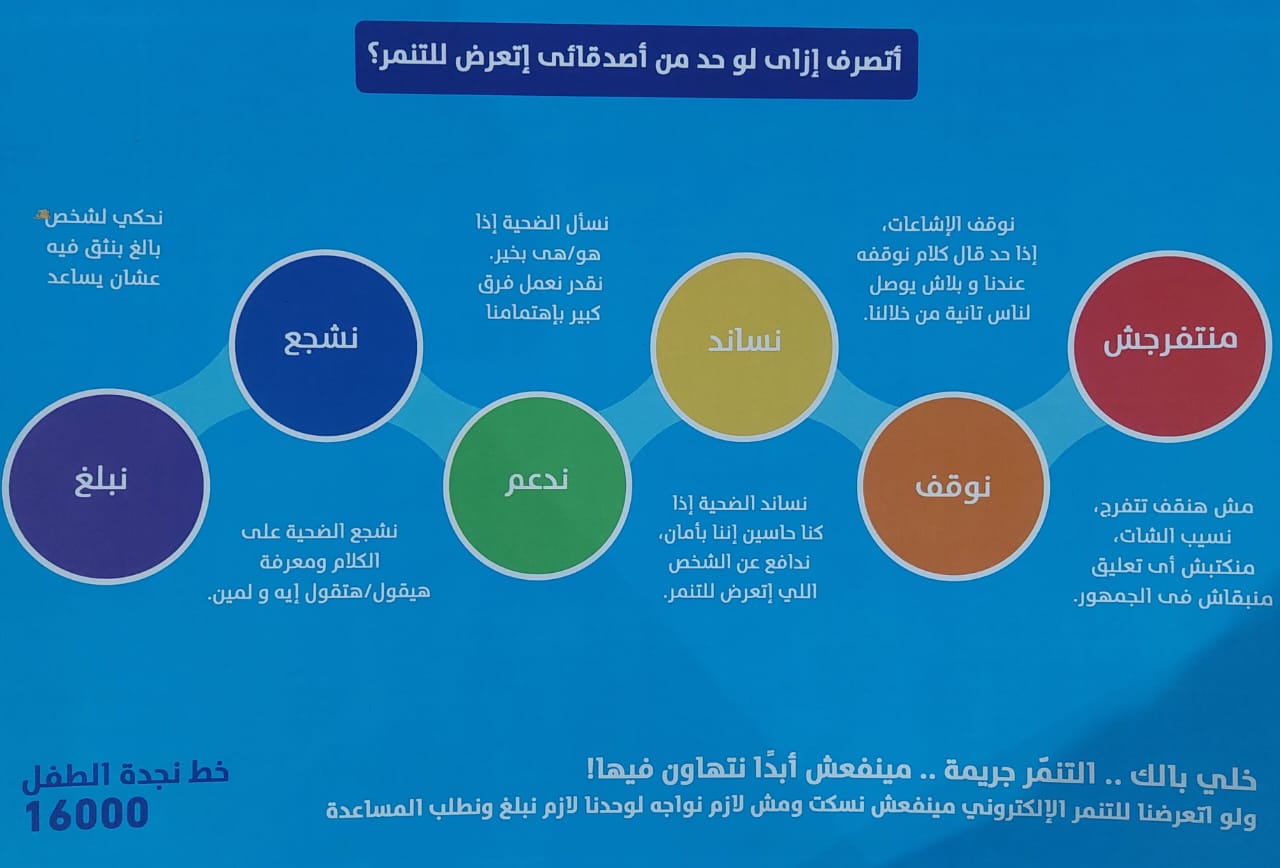 أتصرف إزاى لو حد من أصدقائى إتعرض للتنمر؟
منتفرجش
مش هنقف تتفرج،
نسيب الشات،
منكتبش أى تعليق
منبقاش فى الجمهور.
نوقف
نوقف الإشاعات،
إذا حد قال كلام نوقفه
عندنا و بلاش يوصل
لناس تانية من خلالنا.
نساند
نساند الضحية إذا
كنا حاسين إننا بأمان،
ندافع عن الشخص
اللي إتعرض للتنمر.
ندعم
نسأل الضحية إذا
هو/هى بخير.
نقدر نعمل فرق
كبير بإهتمامنا
نشجع
نشجع الضحية على
الكلام ومعرفة
هيقول/هتقول إيه و لمين.
نبلغ
نحكي لشخص
بالغ بنثق فيه
عشان يساعد
خلي بالك .. التنمّر جريمة .. مينفعش أبدًا نتهاون فيها!
ولو اتعرضنا للتنمر الإلكتروني مينفعش نسكت ومش لازم نواجه لوحدنا لازم نبلغ ونطلب المساعدة
خط نجدة الطفل
16000